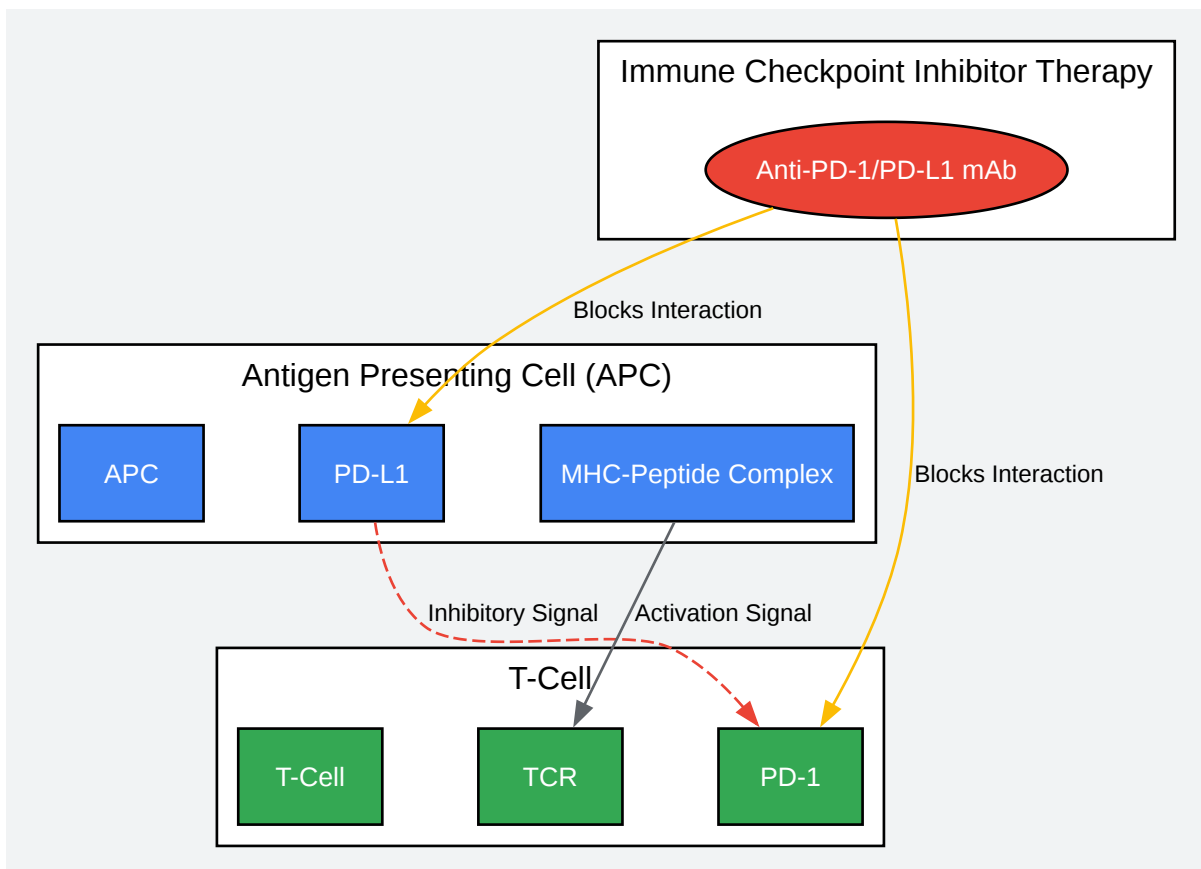 Immune Checkpoint Inhibitor Therapy
Anti-PD-1/PD-L1 mAb
Blocks Interaction
Antigen Presenting Cell (APC)
APC
PD-L1
MHC-Peptide Complex
Blocks Interaction
Inhibitory Signal
Activation Signal
T-Cell
T-Cell
TCR
PD-1